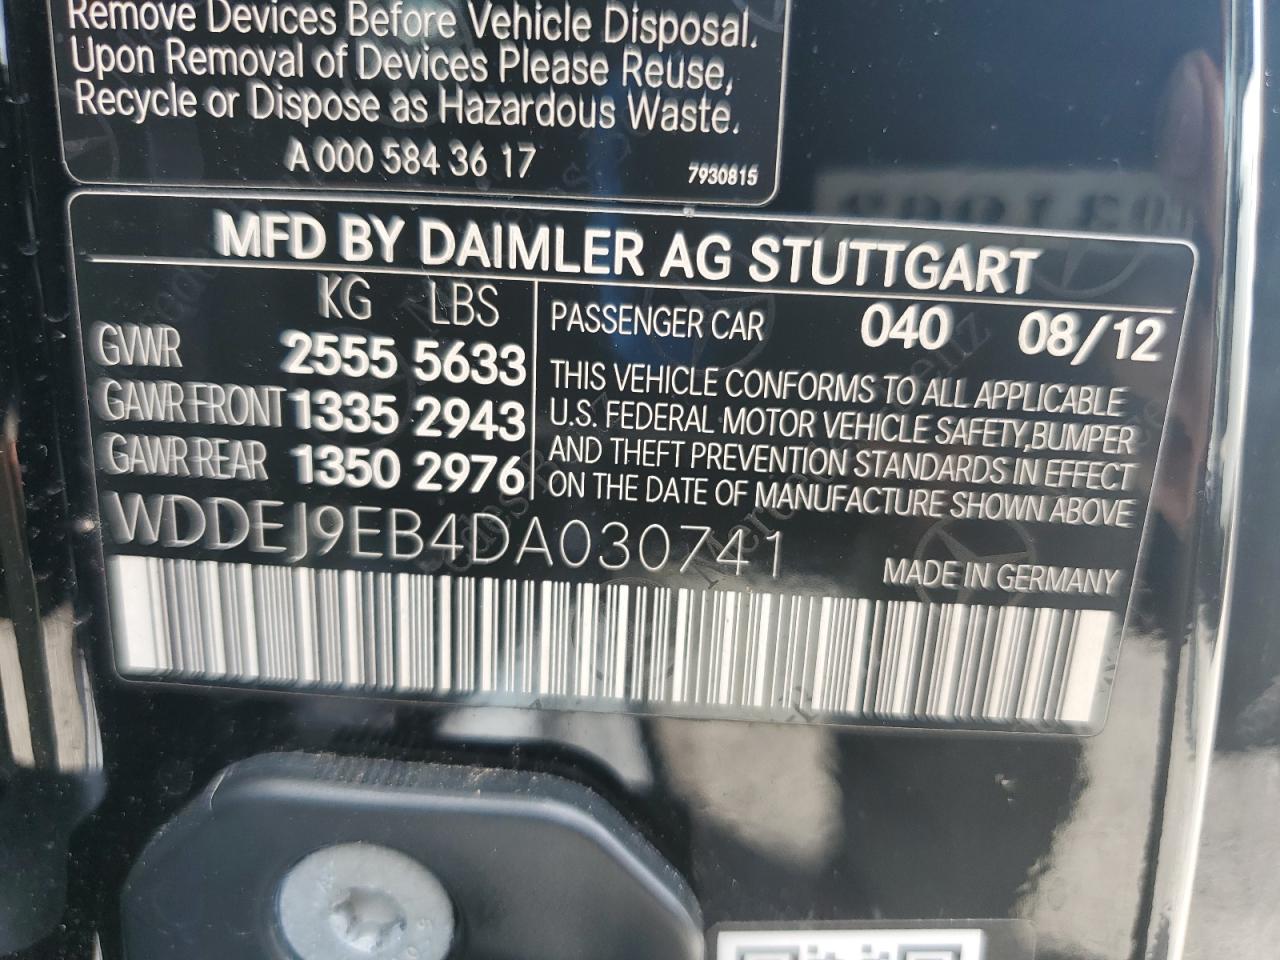 Remove Devices Before Vehicle Disposal.
Upon Removal of Devices Please Reuse,
Recycle or Dispose as Hazardous Waste.
A 000 584 36 17 7930815
MFD BY DAIMLER AG STUTTGART
KG LBS
GVWR 2555 5633
GAWR FRONT 1335 2943
GAWR REAR 1350 2976
PASSENGER CAR 040 08/12
THIS VEHICLE CONFORMS TO ALL APPLICABLE
U.S. FEDERAL MOTOR VEHICLE SAFETY,BUMPER
AND THEFT PREVENTION STANDARDS IN EFFECT
ON THE DATE OF MANUFACTURE SHOWN ABOVE
WDDEJ9EB4DA030741
MADE IN GERMANY